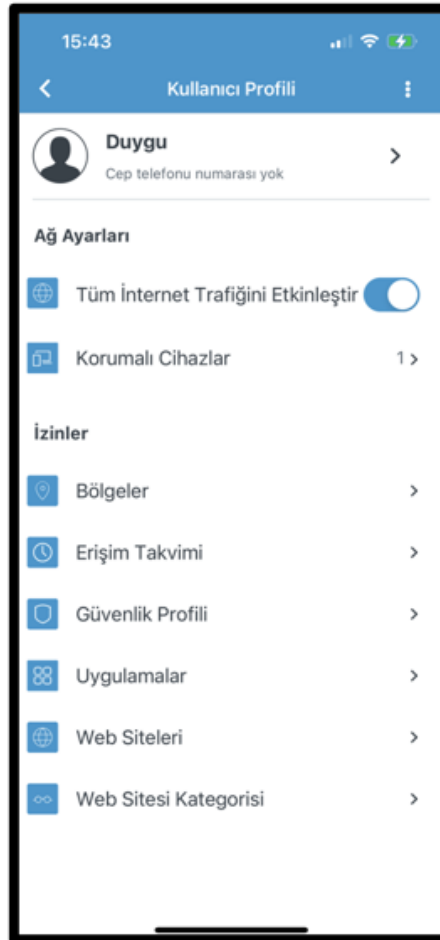 15:43
Kullanıcı Profili
Duygu
Cep telefonu numarası yok
Ağ Ayarları
Tüm İnternet Trafiğini Etkinleştir
Korumalı Cihazlar 1
İzinler
Bölgeler
Erişim Takvimi
Güvenlik Profili
Uygulamalar
Web Siteleri
Web Sitesi Kategorisi